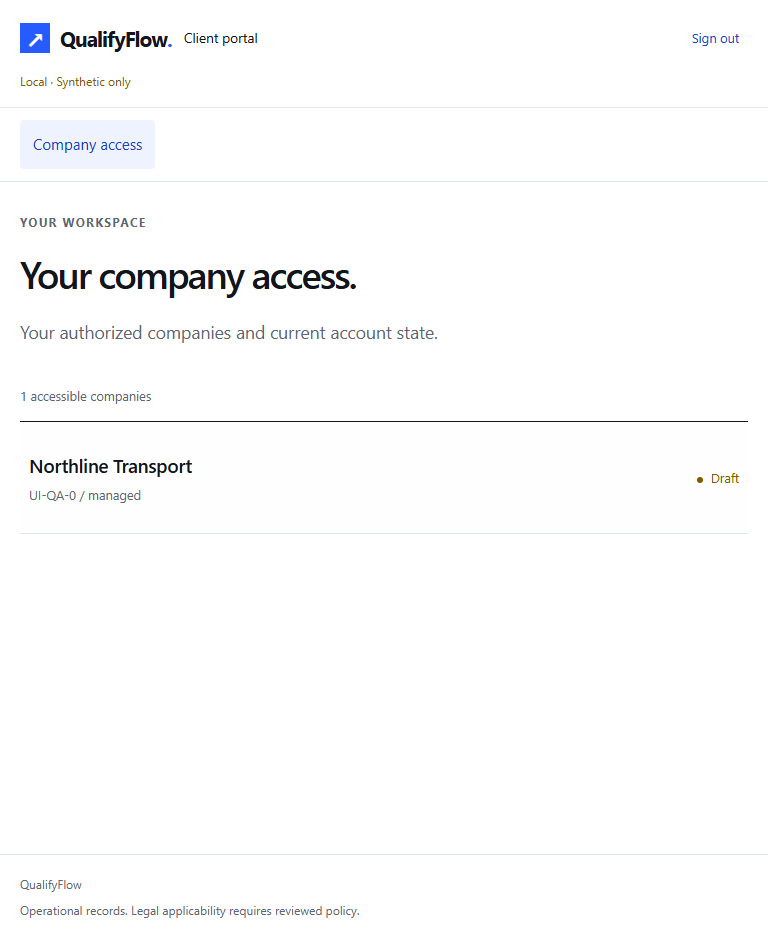 QualifyFlow. Client portal Sign out
Local · Synthetic only
Company access
YOUR WORKSPACE
Your company access.
Your authorized companies and current account state.
1 accessible companies
Northline Transport
UI-QA-0 / managed
Draft
QualifyFlow
Operational records. Legal applicability requires reviewed policy.